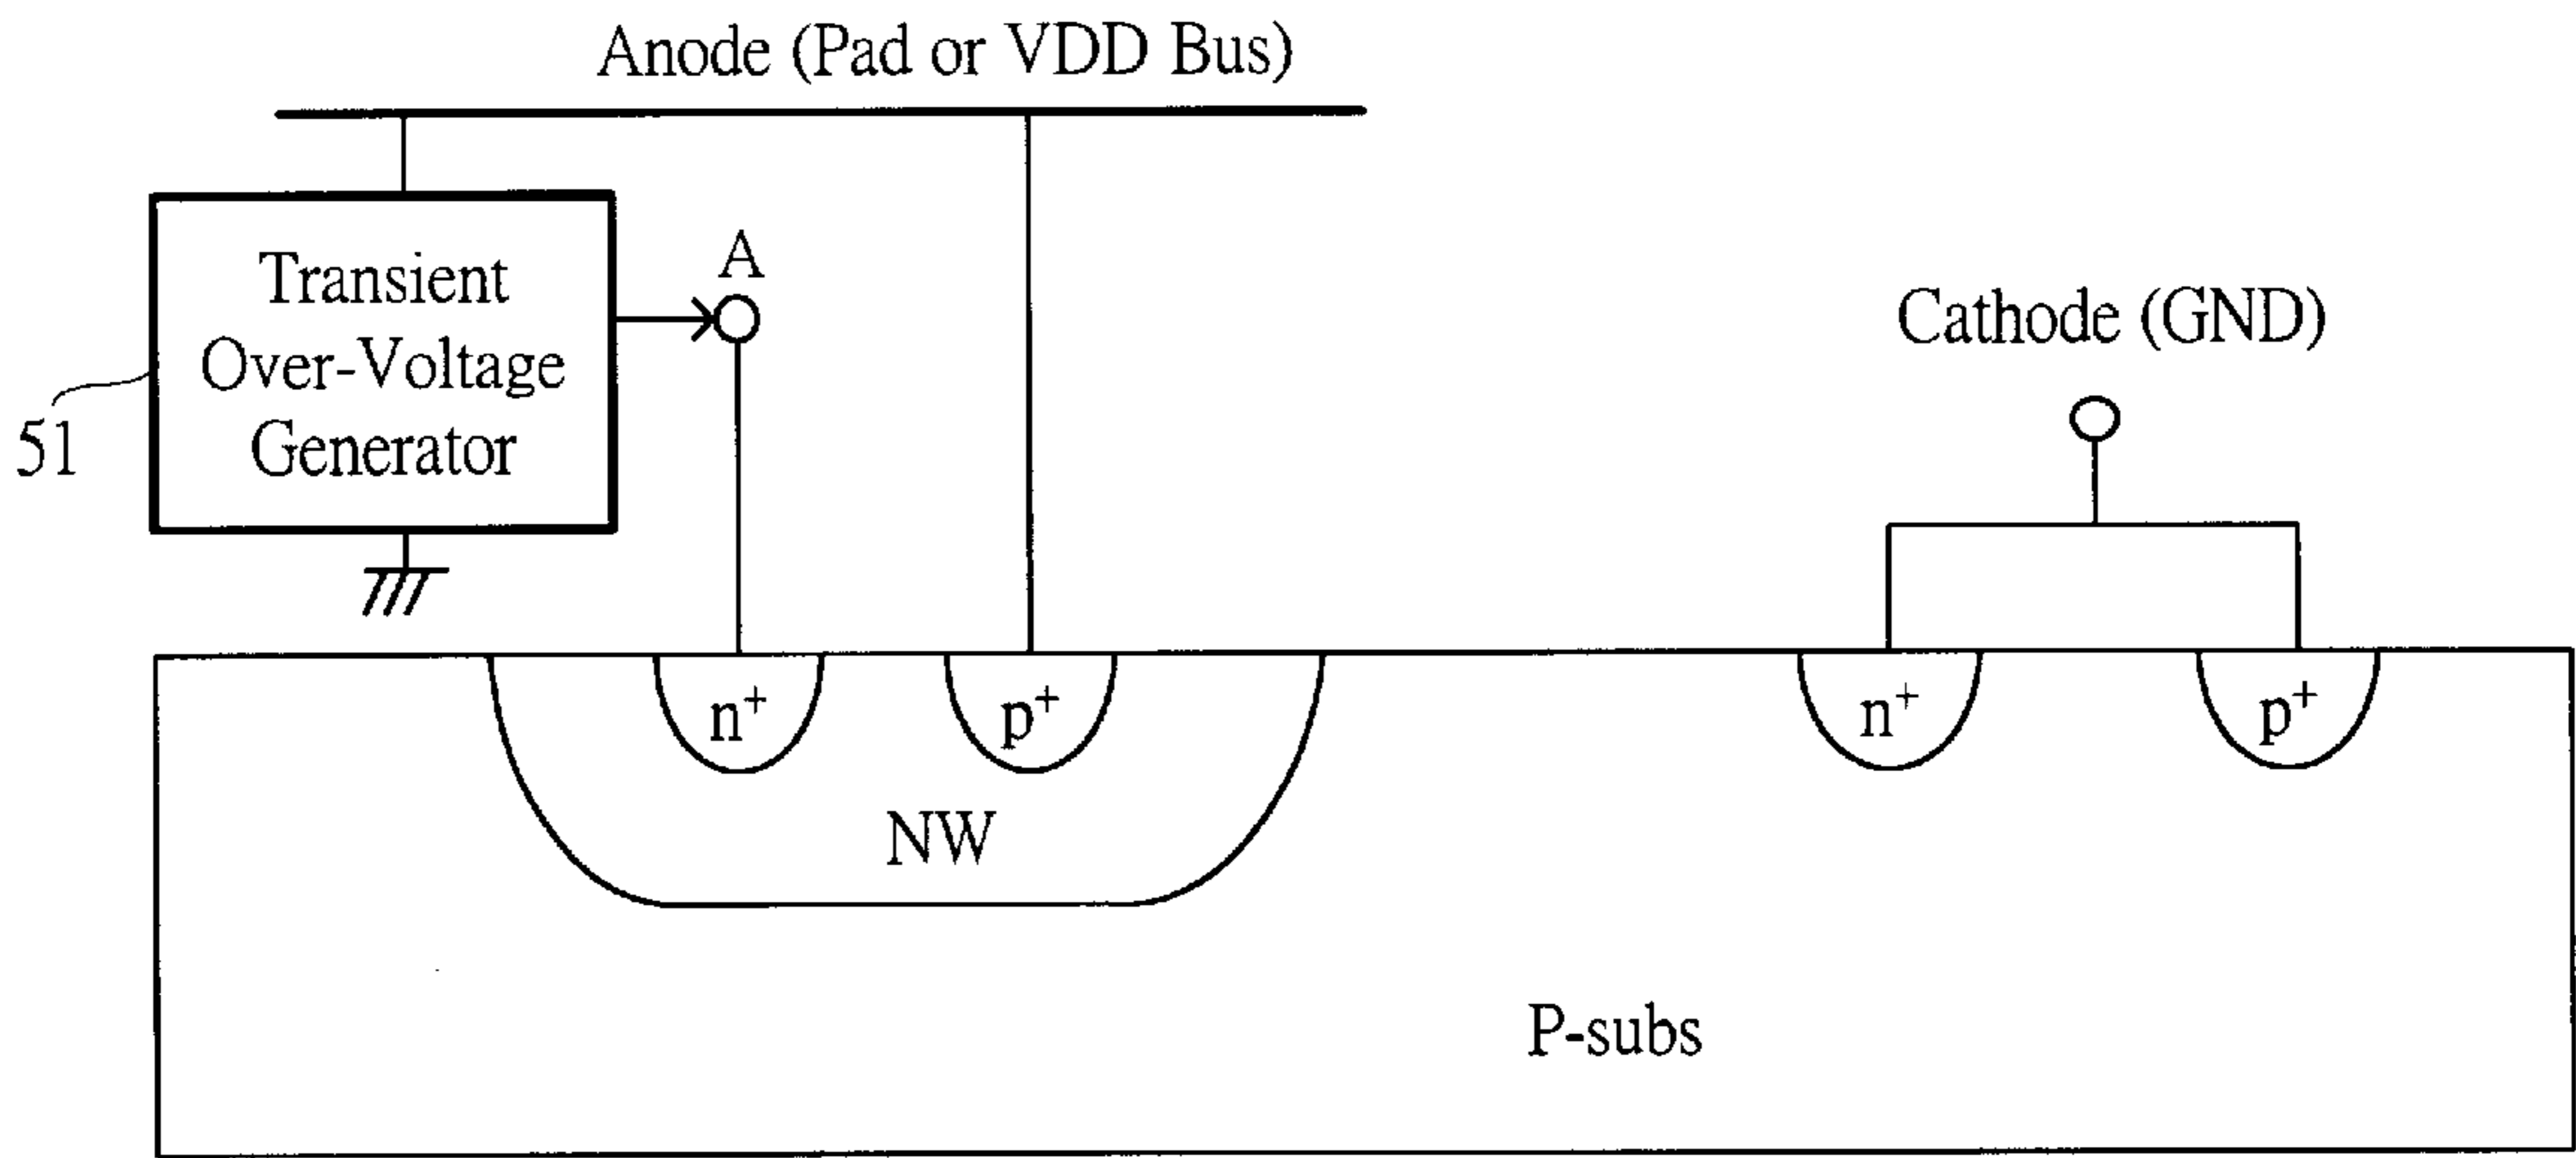 Anode (Pad or VDD Bus)
Transient
Over-Voltage
Generator
51
A
Cathode (GND)
n⁺
p⁺
n⁺
p⁺
NW
P-subs